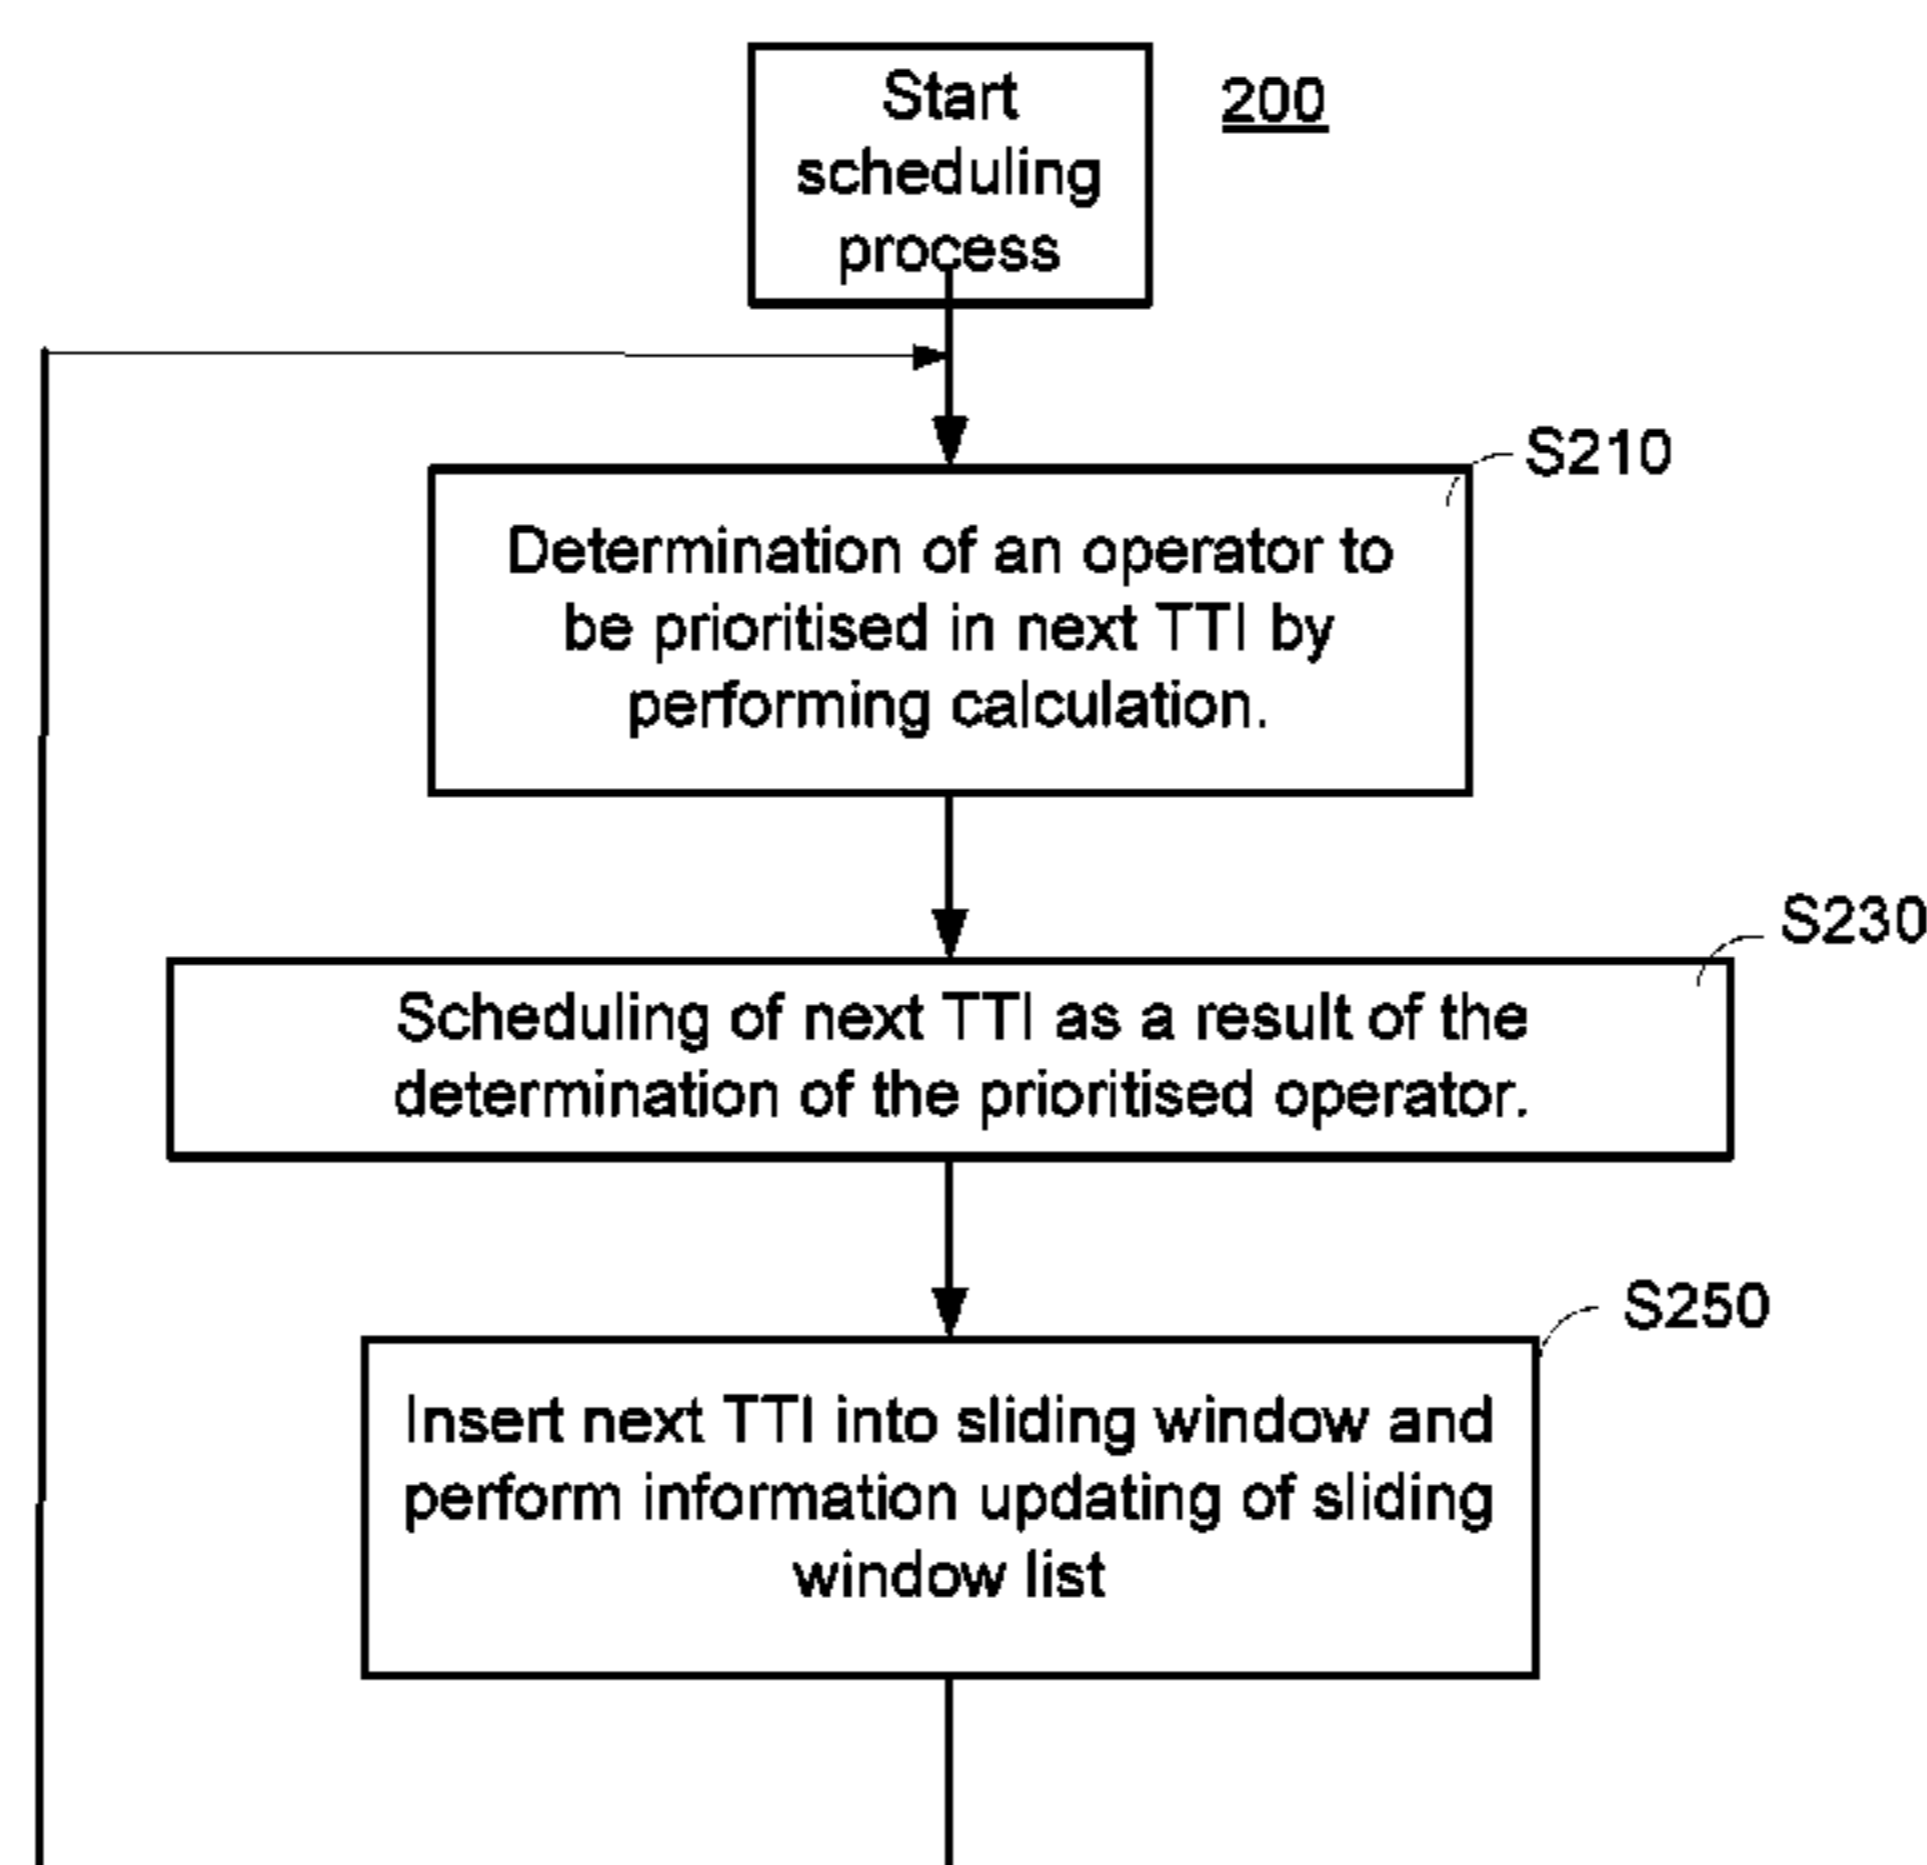 Start
scheduling
process
200
S210
Determination of an operator to
be prioritised in next TTI by
performing calculation.
S230
Scheduling of next TTI as a result of the
determination of the prioritised operator.
S250
Insert next TTI into sliding window and
perform information updating of sliding
window list